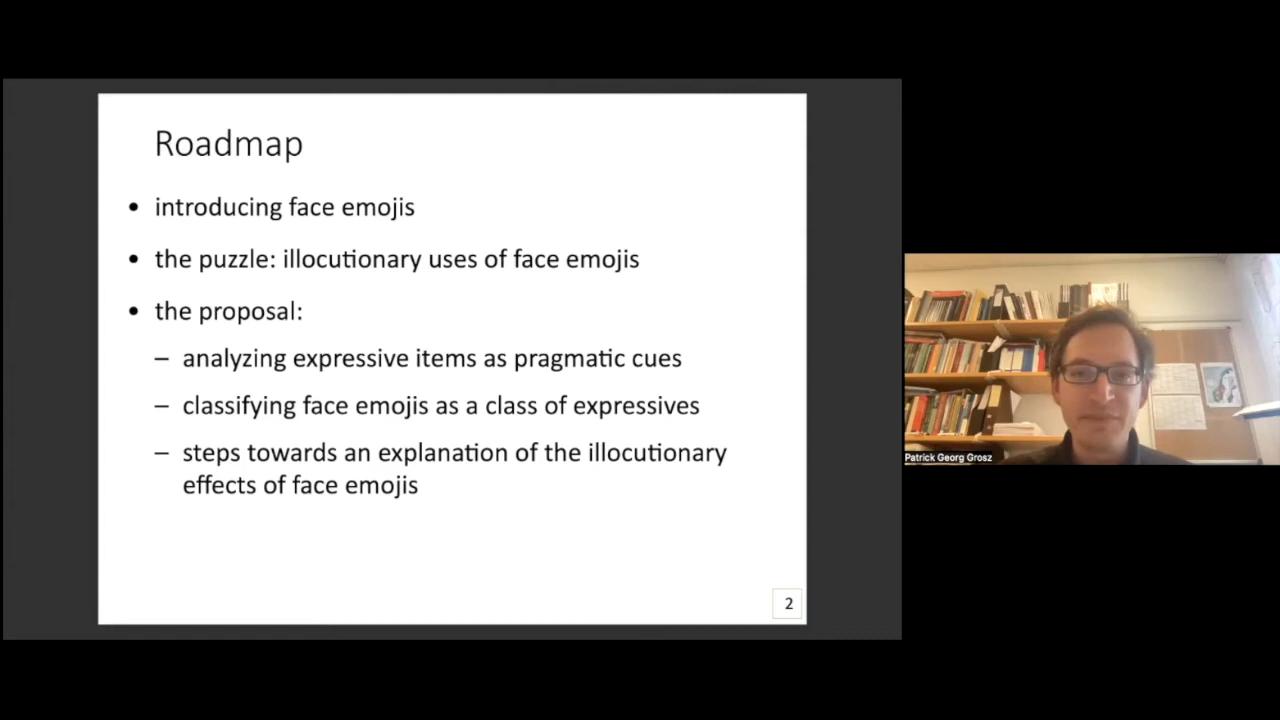 Roadmap
• introducing face emojis
• the puzzle: illocutionary uses of face emojis
• the proposal:
– analyzing expressive items as pragmatic cues
– classifying face emojis as a class of expressives
– steps towards an explanation of the illocutionary
effects of face emojis
2
Patrick Georg Grosz